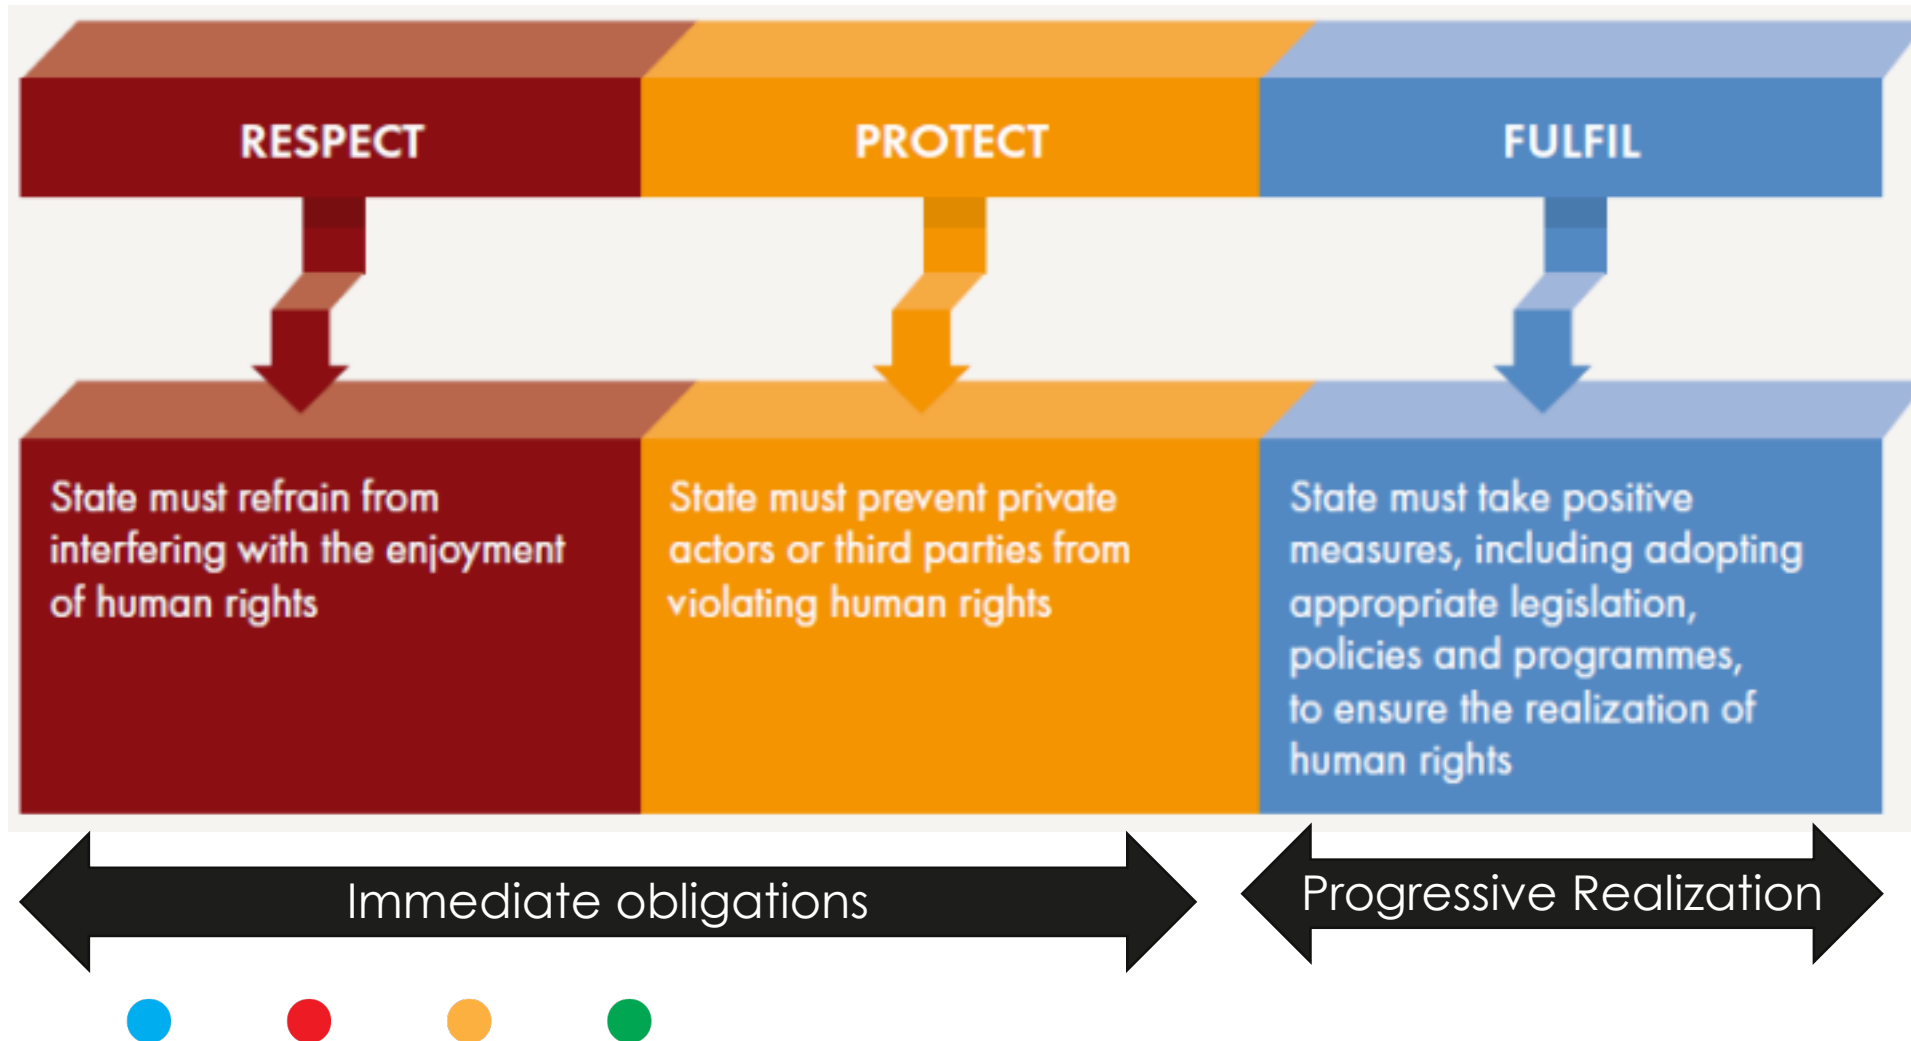 RESPECT
PROTECT
FULFIL
State must refrain from
interfering with the enjoyment
of human rights
State must prevent private
actors or third parties from
violating human rights
State must take positive
measures, including adopting
appropriate legislation,
policies and programmes,
to ensure the realization of
human rights
Immediate obligations
Progressive Realization